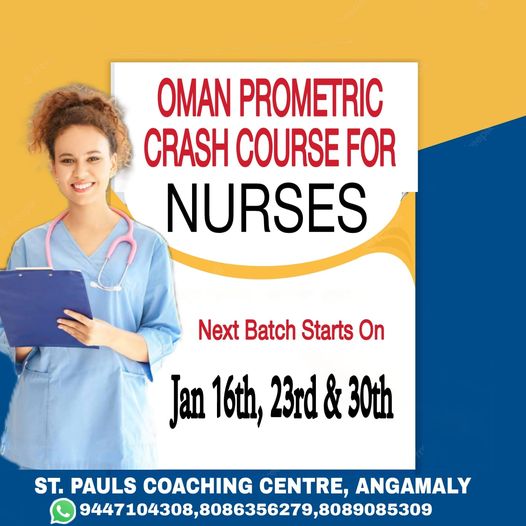 OMAN PROMETRIC
CRASH COURSE FOR
NURSES
Next Batch Starts On
Jan 16th, 23rd & 30th
ST. PAULS COACHING CENTRE, ANGAMALY
9447104308,8086356279,8089085309